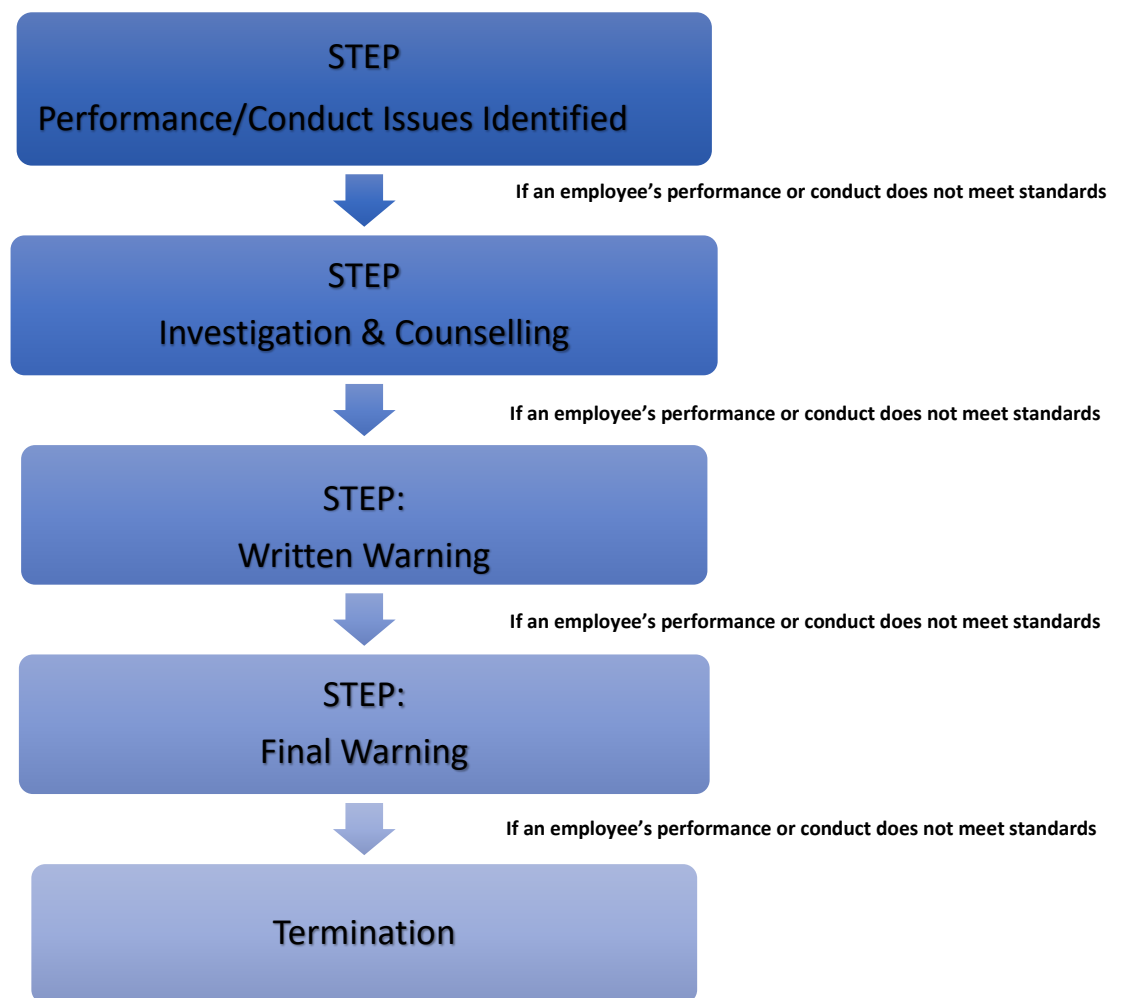 STEP
Performance/Conduct Issues Identified
If an employee’s performance or conduct does not meet standards
STEP
Investigation & Counselling
If an employee’s performance or conduct does not meet standards
STEP:
Written Warning
If an employee’s performance or conduct does not meet standards
STEP:
Final Warning
If an employee’s performance or conduct does not meet standards
Termination